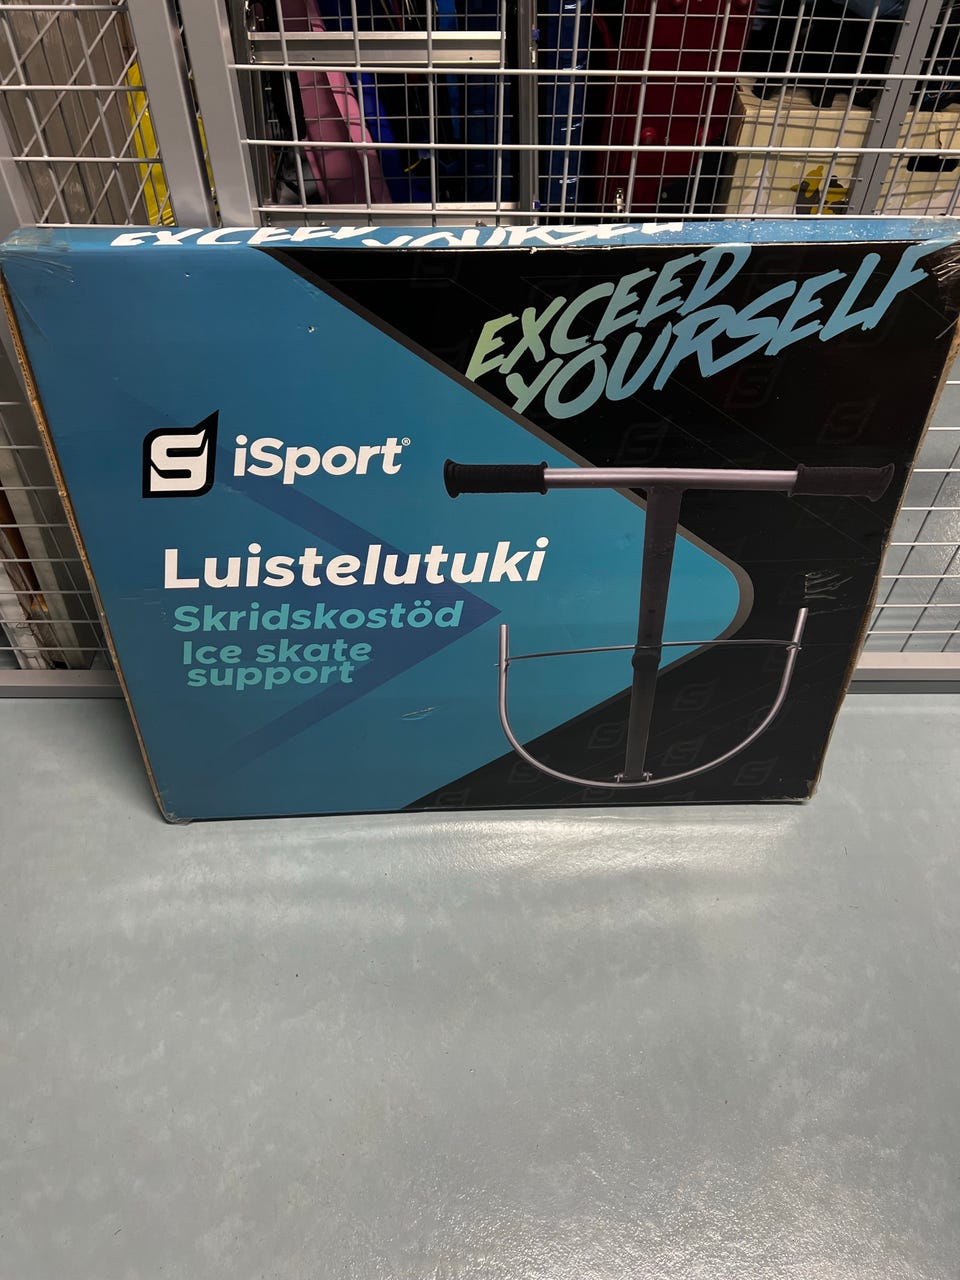 EXCEED YOURSELF
EXCEED
YOURSELF
S iSport®
Luistelutuki
Skridskostöd
Ice skate
support